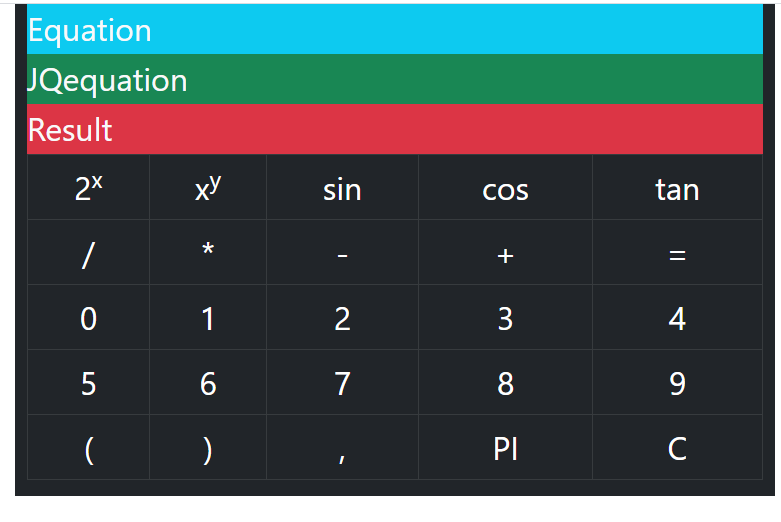 Equation
JQequation
Result
2ˣ xʸ sin cos tan
/ * - + =
0 1 2 3 4
5 6 7 8 9
( ) , PI C